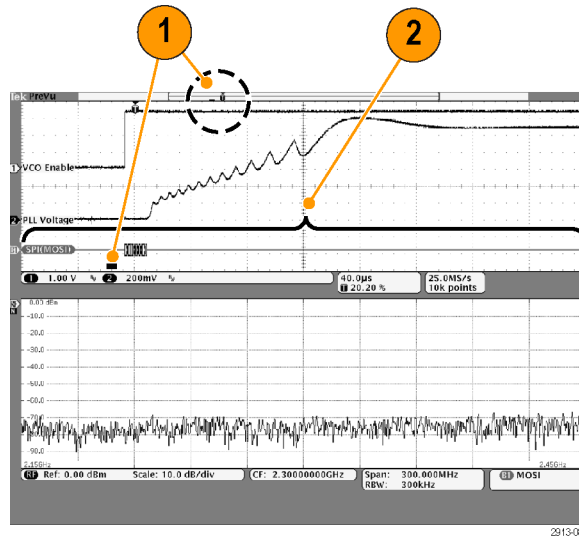 1
2
Tek PreVu
T
T
1 VCO Enable
2 PLL Voltage
B1 SPI(MOSI)
1 1.00 V 2 200mV
40.0µs
T 20.20 %
25.0MS/s
10k points
0.00 dBm
-10.0
-20.0
-30.0
-40.0
-50.0
-60.0
-70.0
-90.0
2.15GHz
2.45GHz
RF Ref: 0.00 dBm Scale: 10.0 dB/div
CF: 2.30000000GHz
Span: 300.000MHz
RBW: 300kHz
B1 MOSI